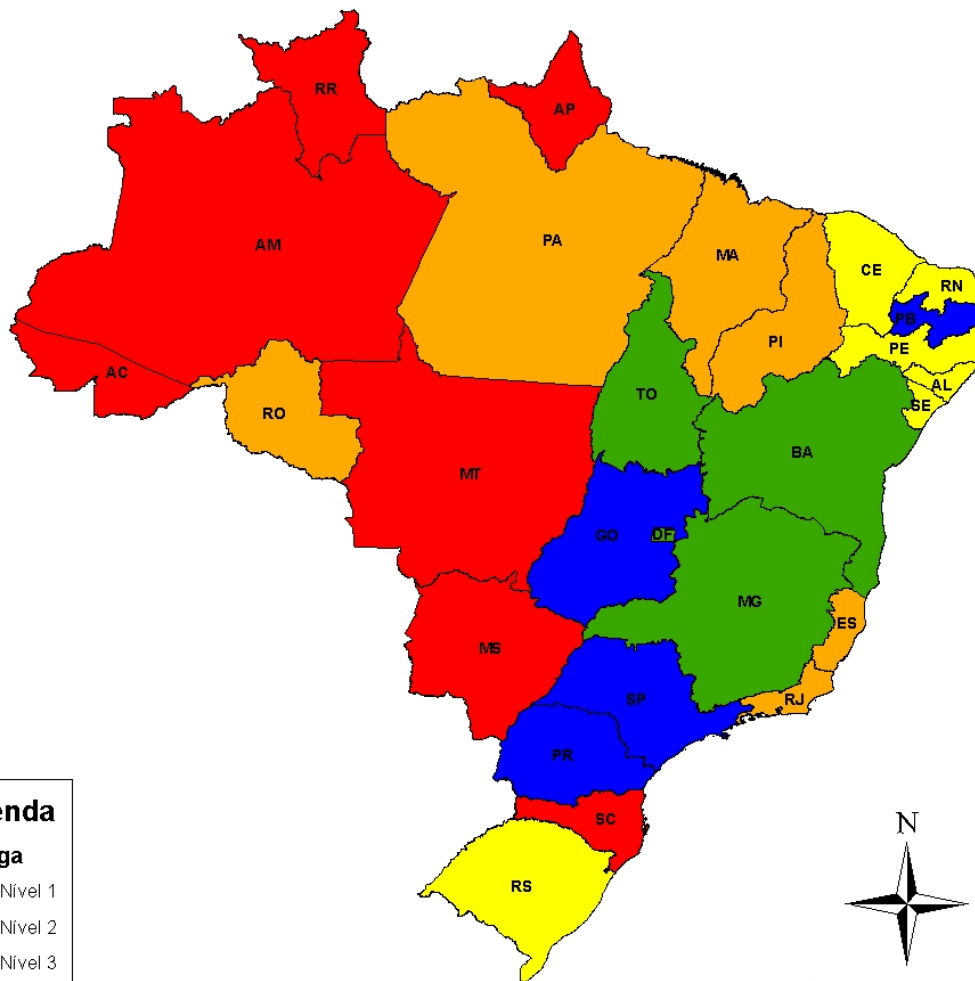 RR
AP
AM
PA
MA
CE
RN
PB
PI
PE
AC
AL
TO
SE
RO
BA
MT
GO
DF
MG
ES
MS
SP
RJ
PR
enda
SC
N
ga
RS
Nível 1
Nível 2
Nível 3